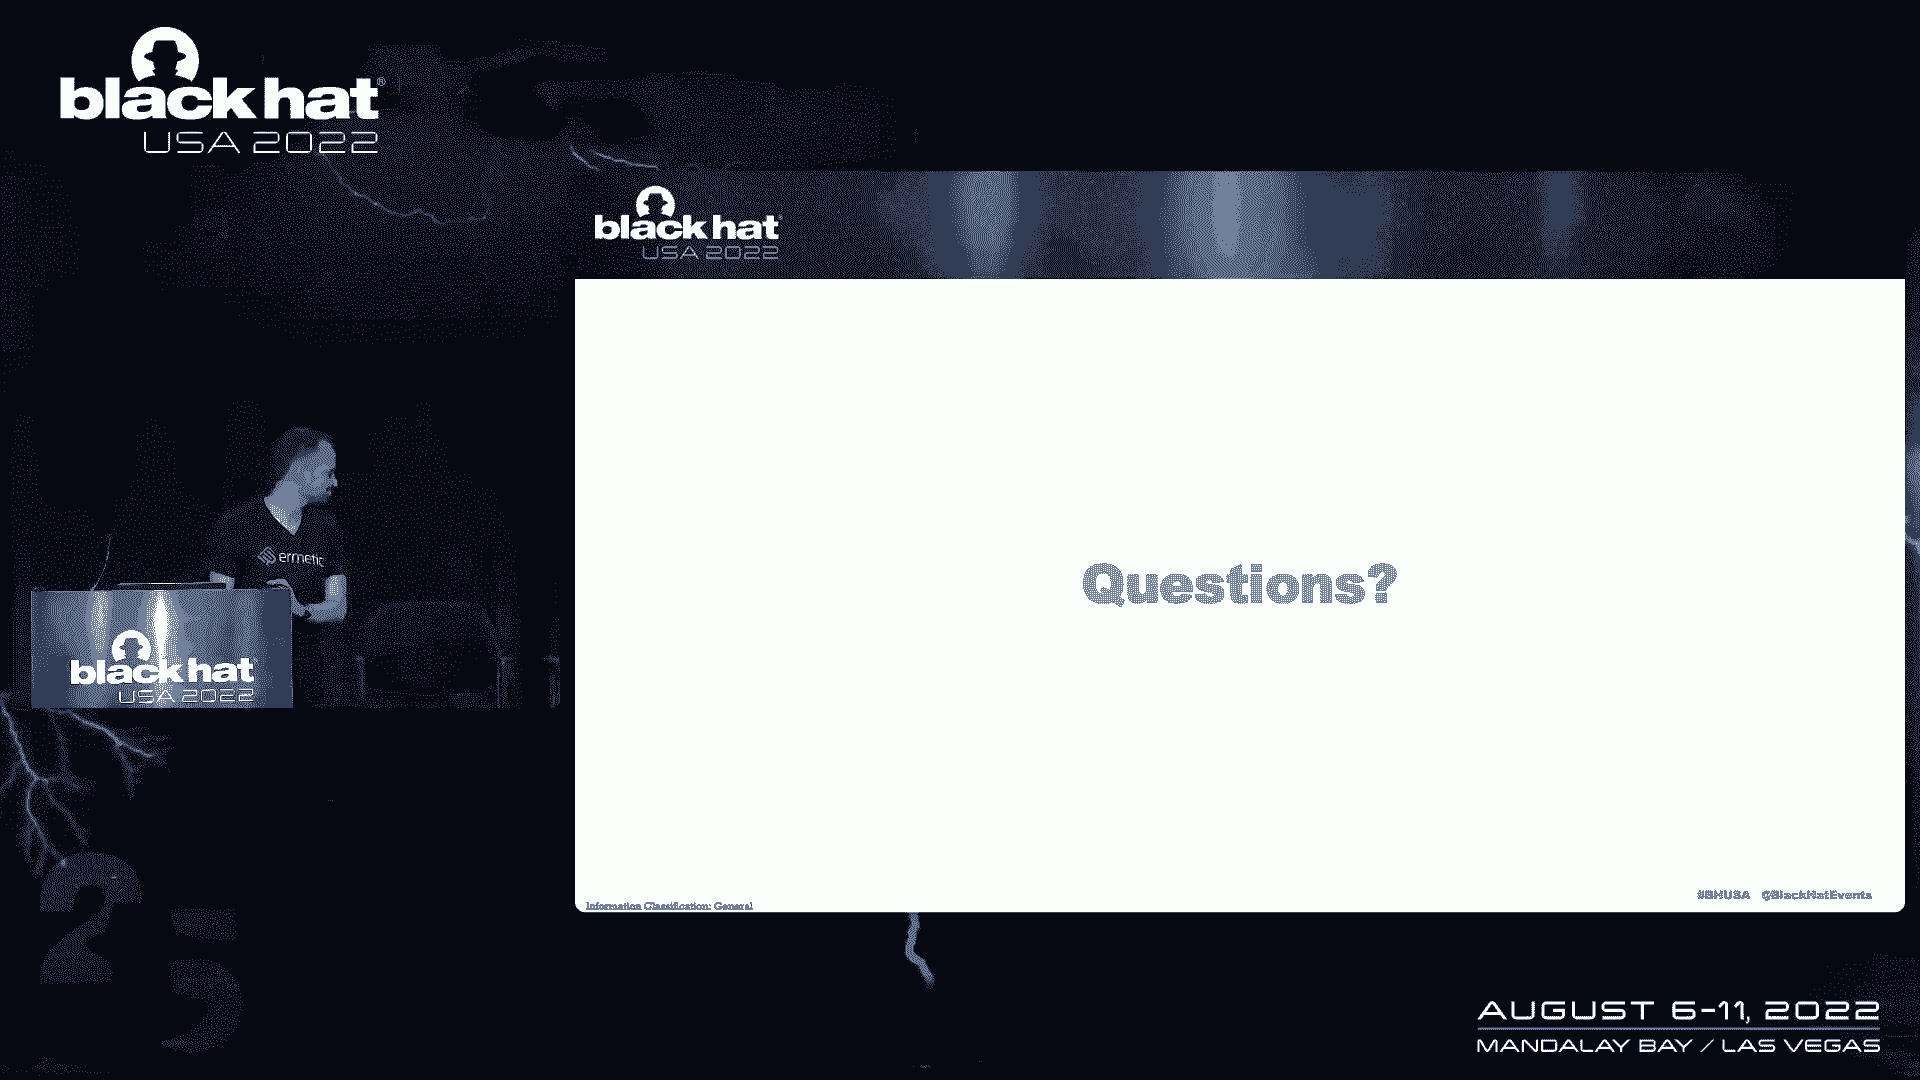 black hat®
USA 2022
black hat
USA 2022
Questions?
ermetic
black hat
USA 2022
Information Classification: General
#BHUSA @BlackHatEvents
25
AUGUST 6-11, 2022
MANDALAY BAY / LAS VEGAS